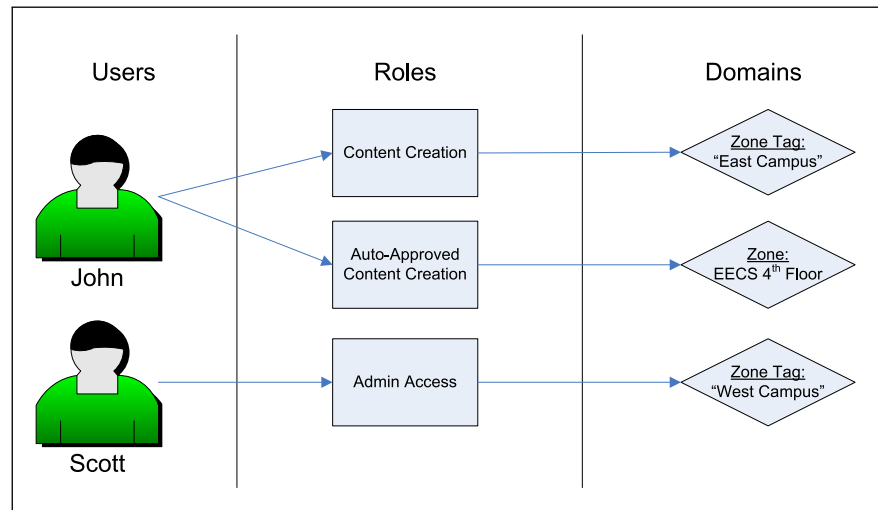 Users
Roles
Domains
Content Creation
Zone Tag:
“East Campus”
John
Auto-Approved
Content Creation
Zone:
EECS 4th Floor
Scott
Admin Access
Zone Tag:
“West Campus”